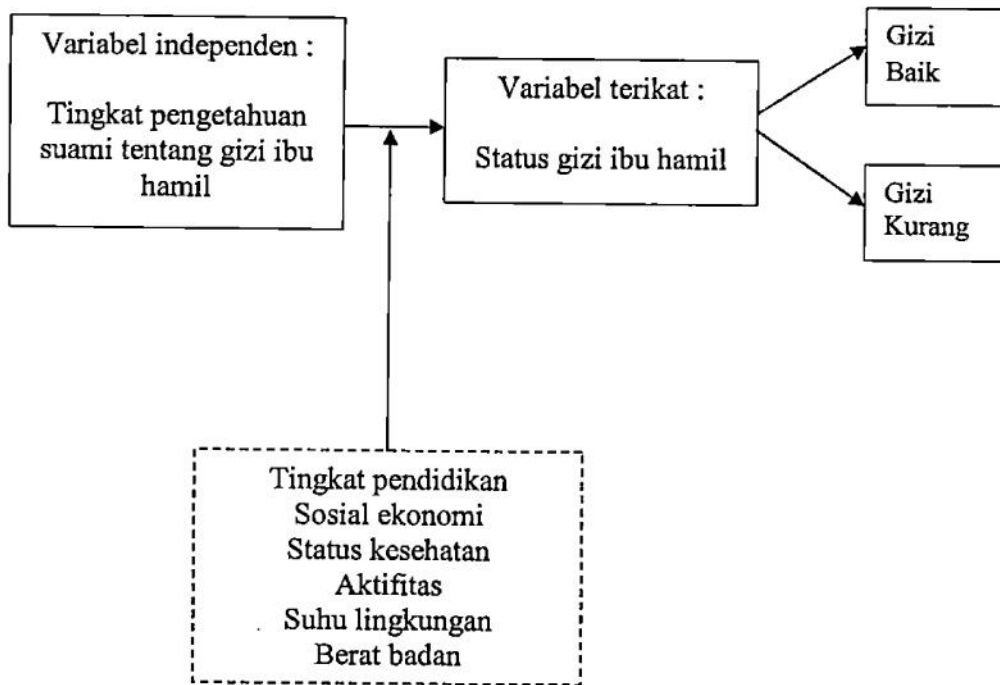 Variabel independen :
Tingkat pengetahuan
suami tentang gizi ibu
hamil
Variabel terikat :
Status gizi ibu hamil
Gizi
Baik
Gizi
Kurang
Tingkat pendidikan
Sosial ekonomi
Status kesehatan
Aktifitas
Suhu lingkungan
Berat badan